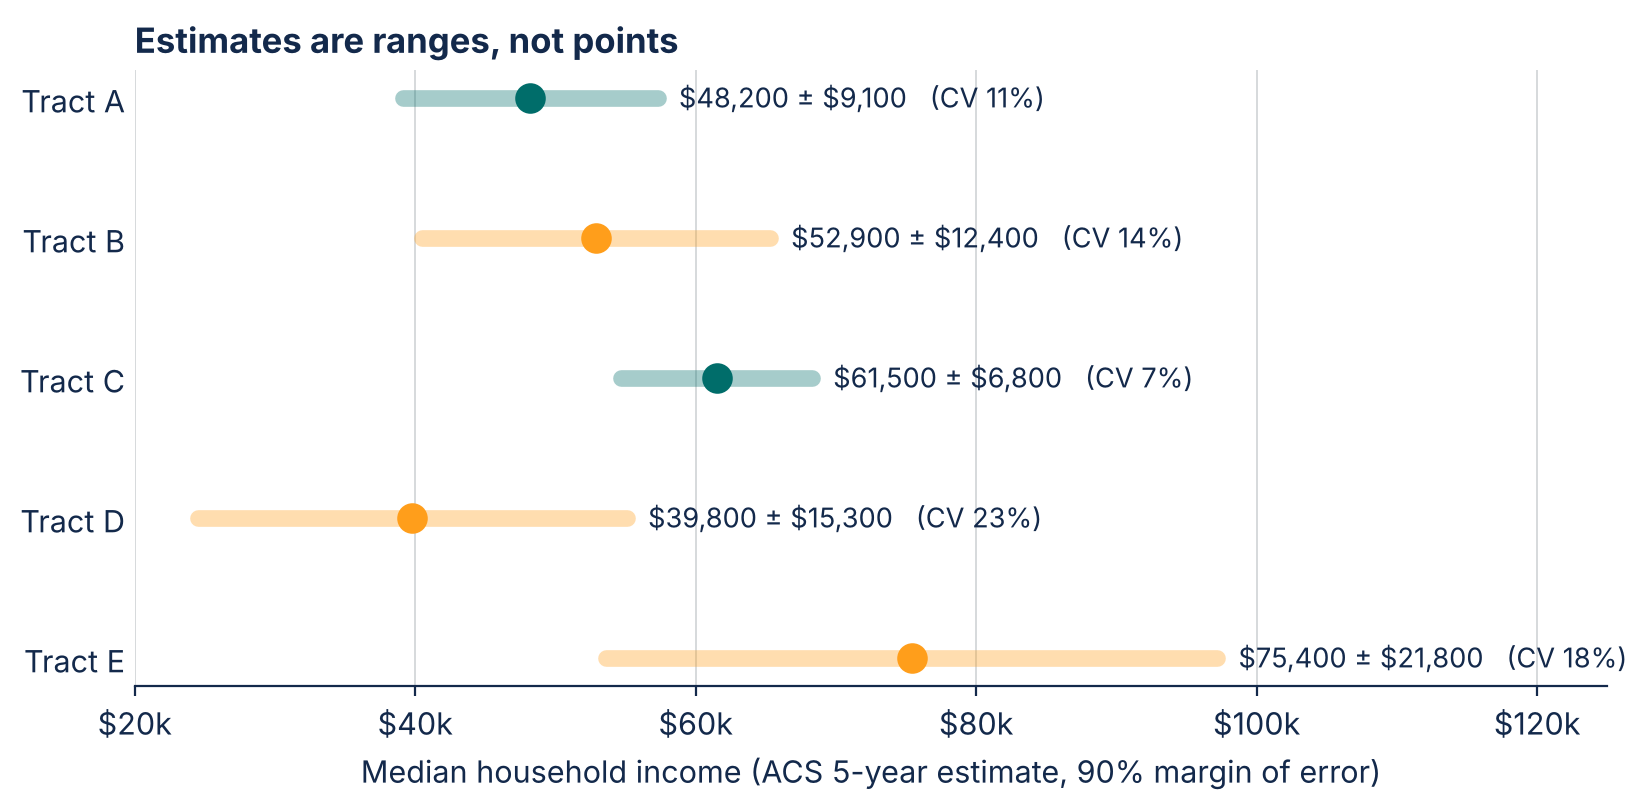 Estimates are ranges, not points
Tract A $48,200 ± $9,100 (CV 11%)
Tract B $52,900 ± $12,400 (CV 14%)
Tract C $61,500 ± $6,800 (CV 7%)
Tract D $39,800 ± $15,300 (CV 23%)
Tract E $75,400 ± $21,800 (CV 18%)
$20k $40k $60k $80k $100k $120k
Median household income (ACS 5-year estimate, 90% margin of error)